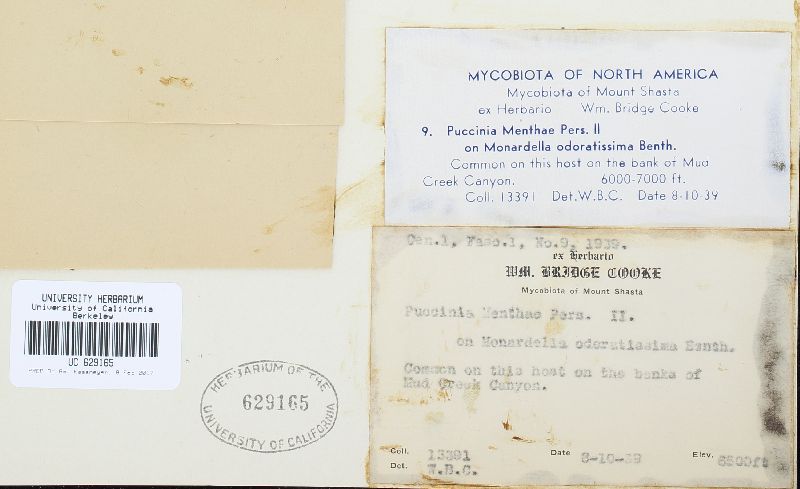 MYCOBIOTA OF NORTH AMERICA
Mycobiota of Mount Shasta
ex Herbario Wm. Bridge Cooke
9. Puccinia Menthae Pers. II
on Monardella odoratissima Benth.
Common on this host on the bank of Mud
Creek Canyon. 6000-7000 ft.
Coll. 13391 Det. W.B.C. Date 8-10-39
Cen.1, Fasc.1, No.9, 1939.
ex Herbario
WM. BRIDGE COOKE
Mycobiota of Mount Shasta
Puccinia Menthae Pers. II.
on Monardella odoratissima Benth.
Common on this host on the banks of
Mud Creek Canyon.
Coll. 13391 Date 8-10-39 Elev. 6500ft
Det. W.B.C.
UNIVERSITY HERBARIUM
University of California
Berkeley
UC 629165
HERBARIUM OF THE
629165
UNIVERSITY OF CALIFORNIA